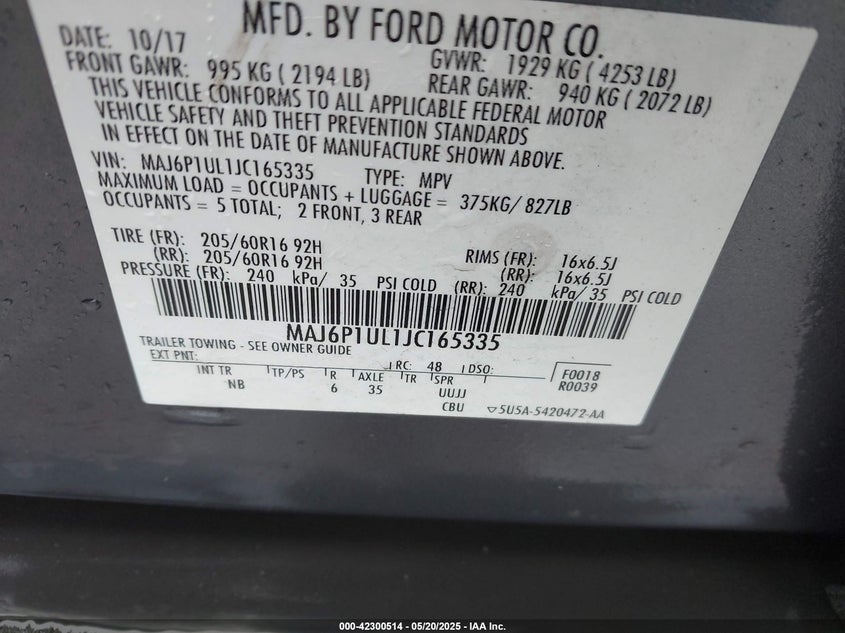 MFD. BY FORD MOTOR CO.
DATE: 10/17 GVWR: 1929 KG ( 4253 LB)
FRONT GAWR: 995 KG ( 2194 LB) REAR GAWR: 940 KG ( 2072 LB)
THIS VEHICLE CONFORMS TO ALL APPLICABLE FEDERAL MOTOR
VEHICLE SAFETY AND THEFT PREVENTION STANDARDS
IN EFFECT ON THE DATE OF MANUFACTURE SHOWN ABOVE.
VIN: MAJ6P1UL1JC165335 TYPE: MPV
MAXIMUM LOAD = OCCUPANTS + LUGGAGE = 375KG/ 827LB
OCCUPANTS = 5 TOTAL; 2 FRONT, 3 REAR
TIRE (FR): 205/60R16 92H RIMS (FR): 16x6.5J
(RR): 205/60R16 92H (RR): 16x6.5J
PRESSURE (FR): 240 kPa/ 35 PSI COLD (RR): 240 kPa/ 35 PSI COLD
MAJ6P1UL1JC165335
TRAILER TOWING - SEE OWNER GUIDE
EXT PNT: RC: 48 DSO: F0018
INT TR TP/PS R AXLE TR SPR R0039
NB 6 35 UUJJ
CBU 5U5A-5420472-AA
000-42300514 - 05/20/2025 - IAA Inc.